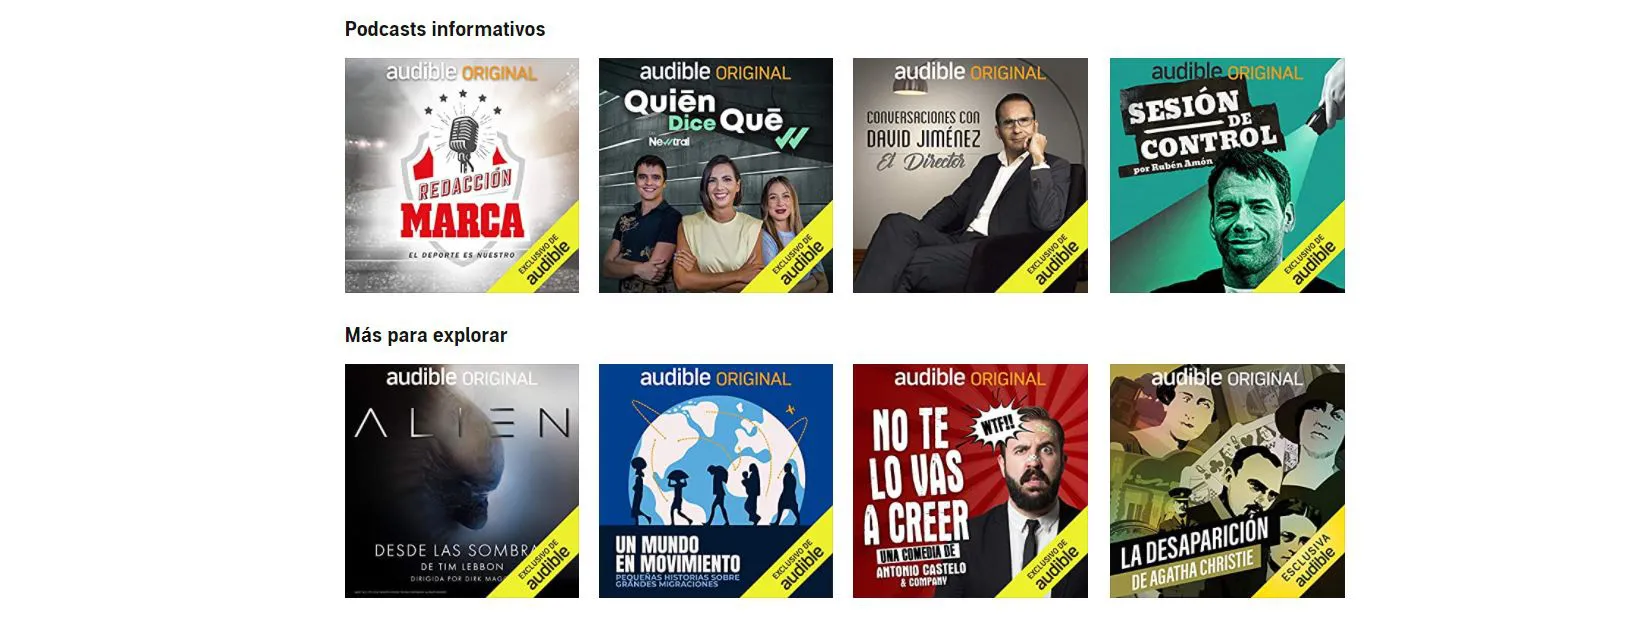 Podcasts informativos
audible ORIGINAL
REDACCIÓN
MARCA
EL DEPORTE ES NUESTRO
EXCLUSIVO DE
audible
audible ORIGINAL
Quiēn
Dice Quē
Newtral
EXCLUSIVO DE
audible
audible ORIGINAL
CONVERSACIONES CON
DAVID JIMÉNEZ
El Director
EXCLUSIVO DE
audible
audible ORIGINAL
SESIÓN
DE
CONTROL
por Rubén Amón
EXCLUSIVO DE
audible
Más para explorar
audible ORIGINAL
ALIEN
DESDE LAS SOMBRA
DE TIM LEBBON
DIRIGIDA POR DIRK MAGG
EXCLUSIVO DE
audible
audible ORIGINAL
UN MUNDO
EN MOVIMIENTO
PEQUEÑAS HISTORIAS SOBRE
GRANDES MIGRACIONES
EXCLUSIVO DE
audible
audible ORIGINAL
WTF!!
NO TE
LO VAS
A CREER
UNA COMEDIA DE
ANTONIO CASTELO
& COMPANY
EXCLUSIVO DE
audible
audible ORIGINAL
LA DESAPARICIÓN
DE AGATHA CHRISTIE
ESCLUSIVA
audible